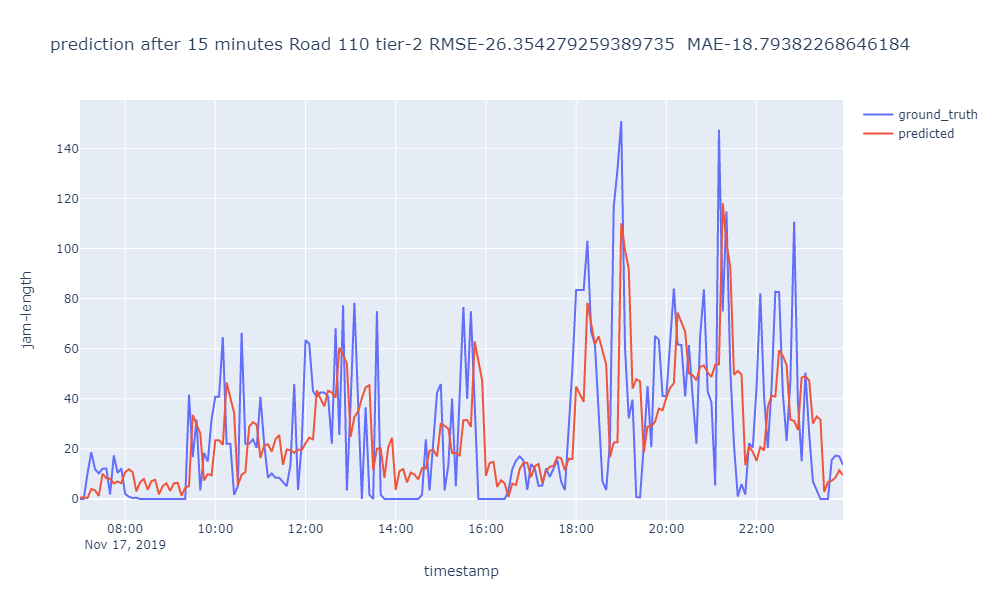 prediction after 15 minutes Road 110 tier-2 RMSE-26.354279259389735 MAE-18.79382268646184
ground_truth
predicted
jam-length
140
120
100
80
60
40
20
0
08:00 10:00 12:00 14:00 16:00 18:00 20:00 22:00
Nov 17, 2019
timestamp